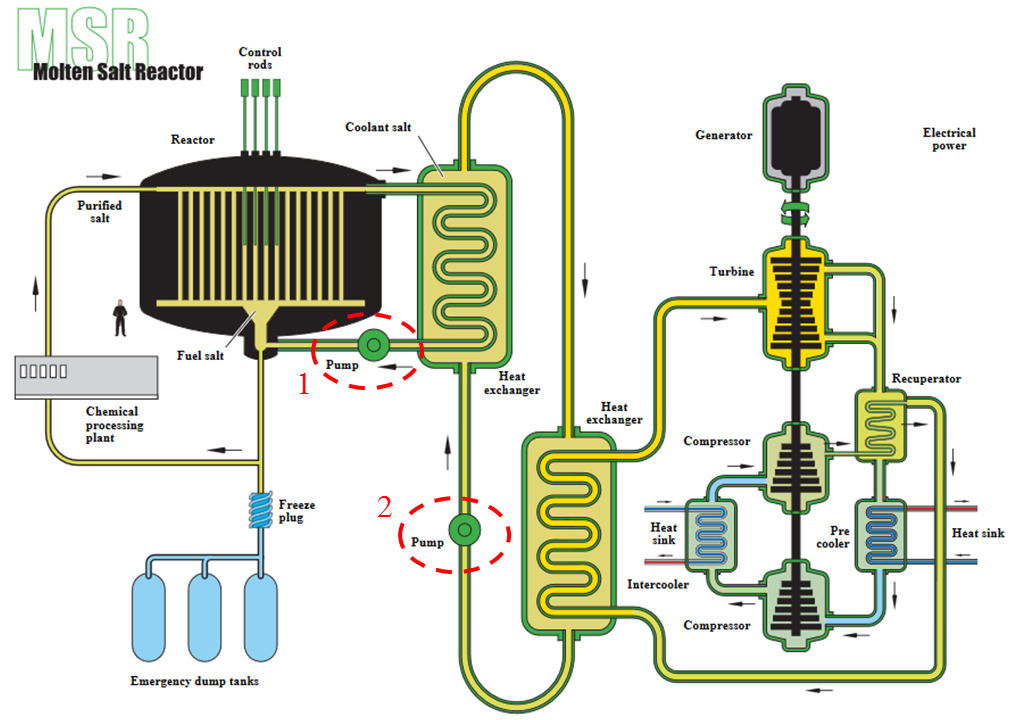 MSR
Molten Salt Reactor
Control
rods
Reactor
Coolant salt
Purified
salt
Fuel salt
Pump
1
Heat
exchanger
Chemical
processing
plant
Freeze
plug
Emergency dump tanks
2
Pump
Heat
exchanger
Generator
Electrical
power
Turbine
Recuperator
Compressor
Heat
sink
Pre
cooler
Heat sink
Intercooler
Compressor